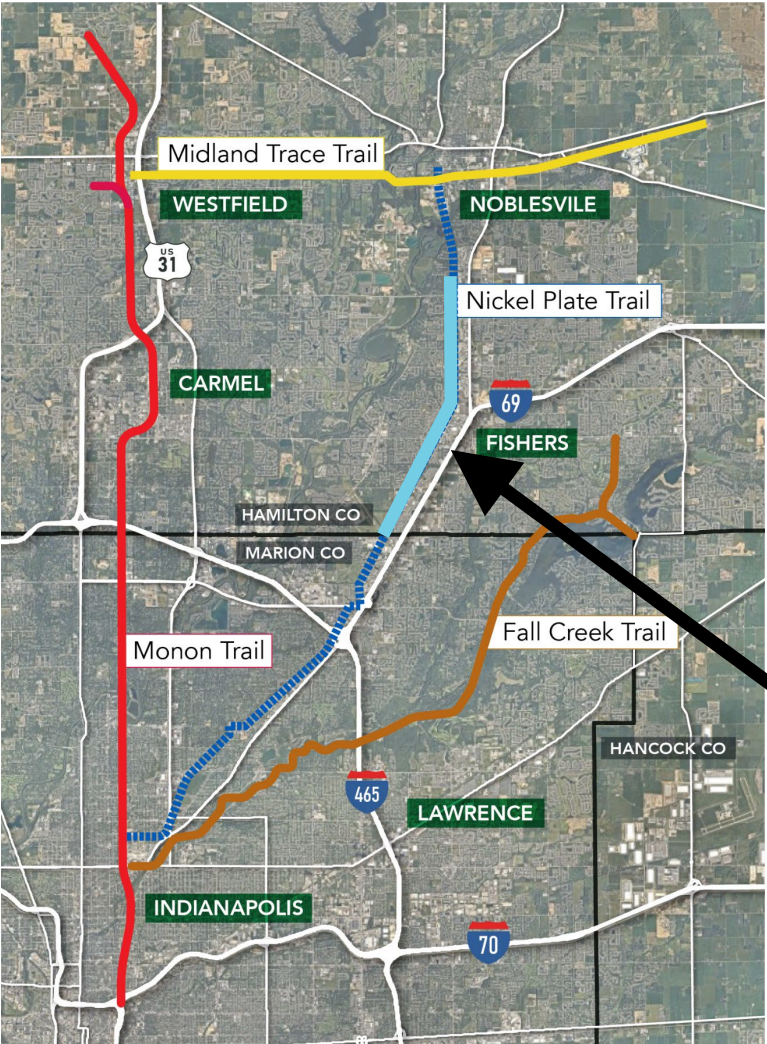 Midland Trace Trail
WESTFIELD
NOBLESVILE
US
31
Nickel Plate Trail
CARMEL
69
FISHERS
HAMILTON CO
MARION CO
Fall Creek Trail
Monon Trail
HANCOCK CO
465
LAWRENCE
INDIANAPOLIS
70